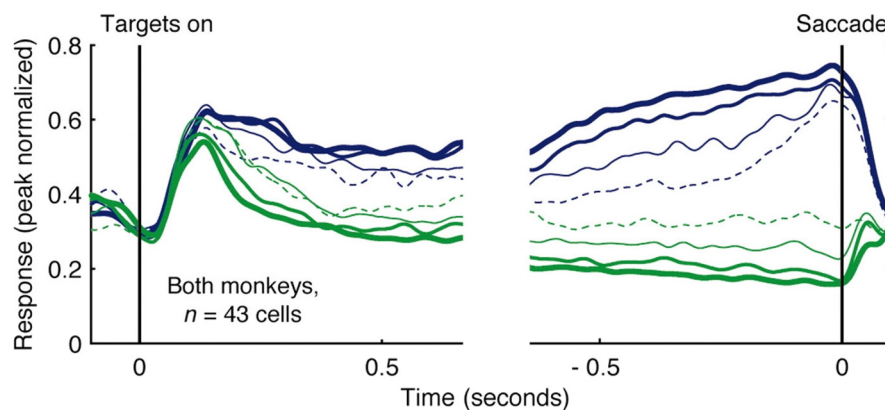 Targets on
Saccade
0.8
0.6
0.4
0.2
0
Response (peak normalized)
Both monkeys,
n = 43 cells
0
0.5
- 0.5
0
Time (seconds)